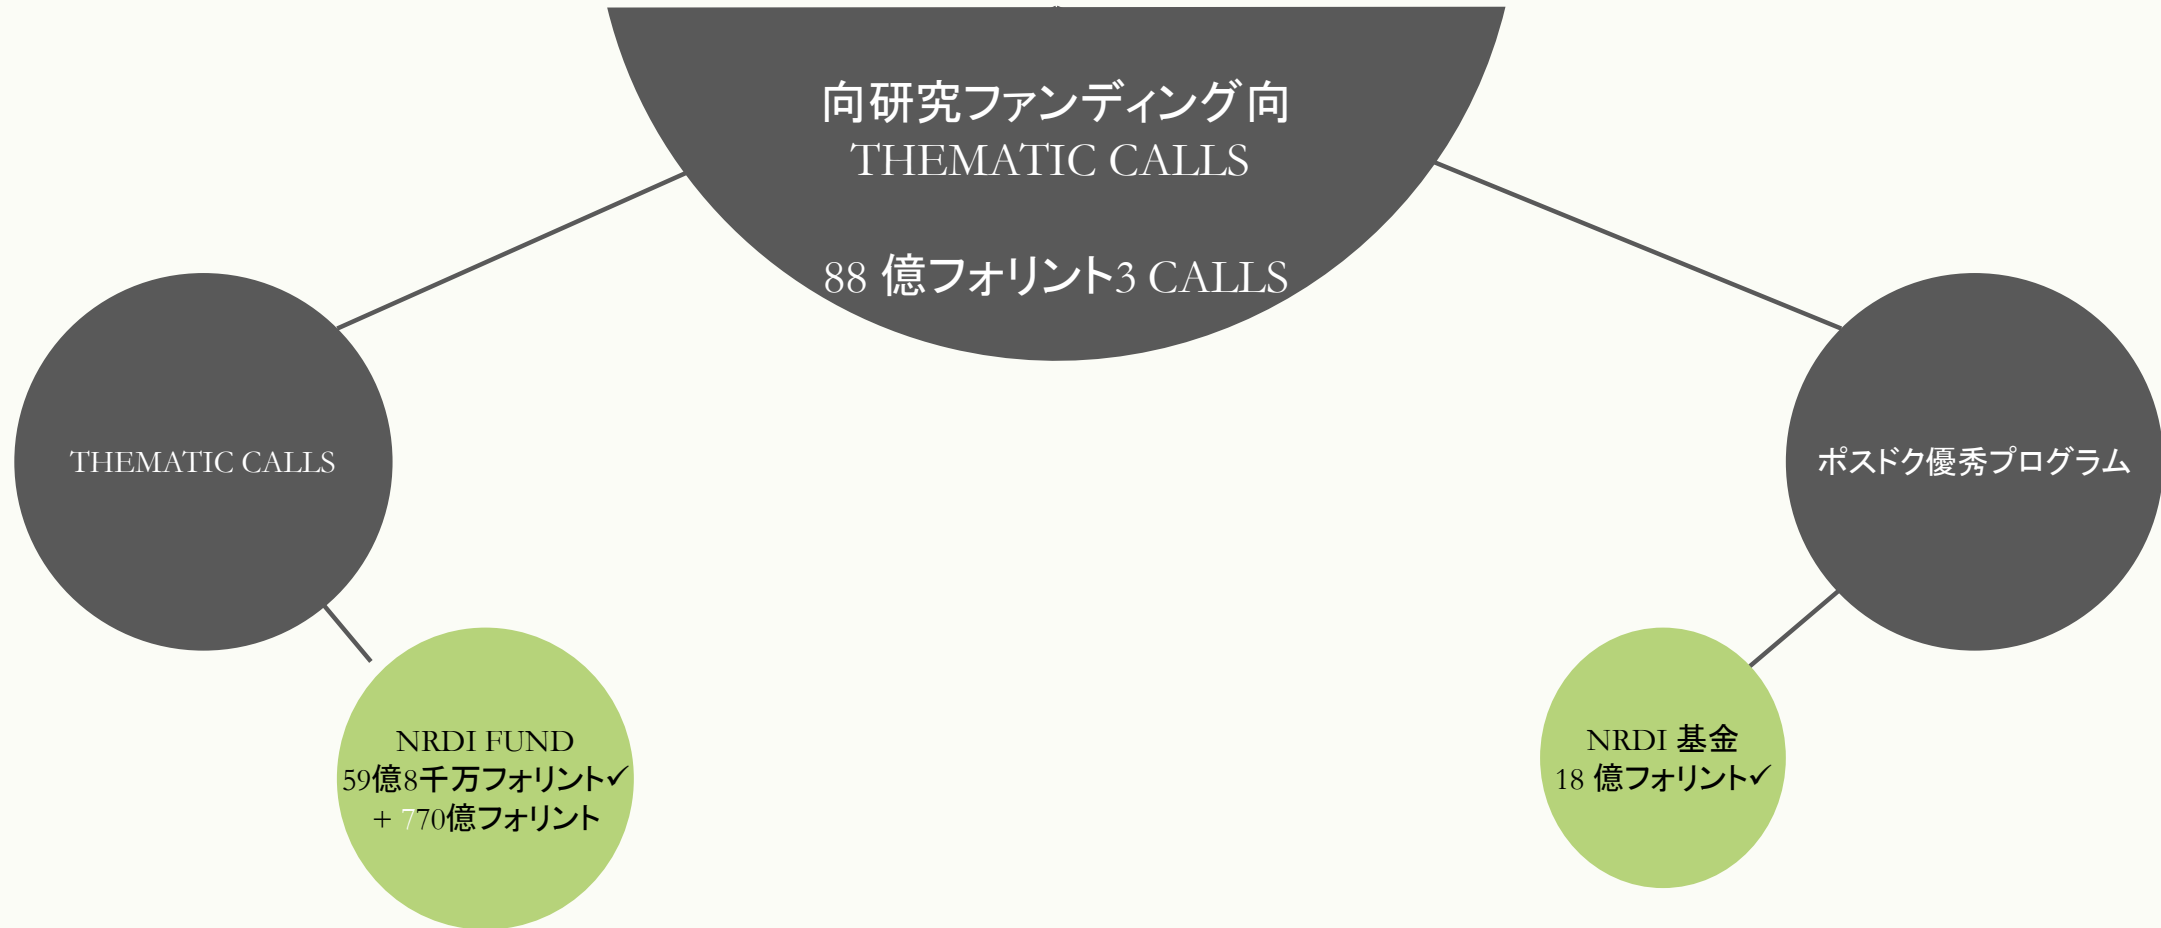 向研究ファンディング向
THEMATIC CALLS
88 億フォリント3 CALLS
THEMATIC CALLS
ポスドク優秀プログラム
NRDI FUND
59億8千万フォリント✓
+ 770億フォリント
NRDI 基金
18 億フォリント✓